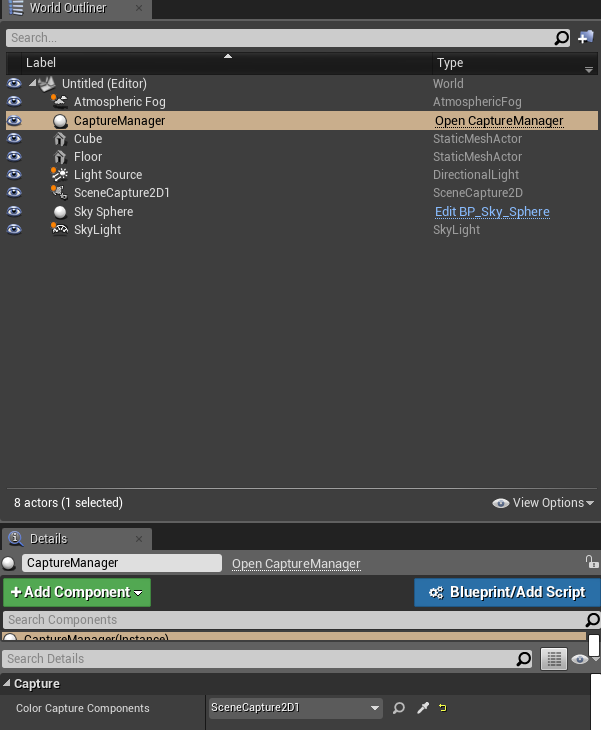 World Outliner
Search...
Label Type
Untitled (Editor) World
Atmospheric Fog AtmosphericFog
CaptureManager Open CaptureManager
Cube StaticMeshActor
Floor StaticMeshActor
Light Source DirectionalLight
SceneCapture2D1 SceneCapture2D
Sky Sphere Edit BP_Sky_Sphere
SkyLight SkyLight
8 actors (1 selected) View Options
Details
CaptureManager Open CaptureManager
+Add Component Blueprint/Add Script
Search Components
CaptureManager(Instance)
Search Details
Capture
Color Capture Components SceneCapture2D1